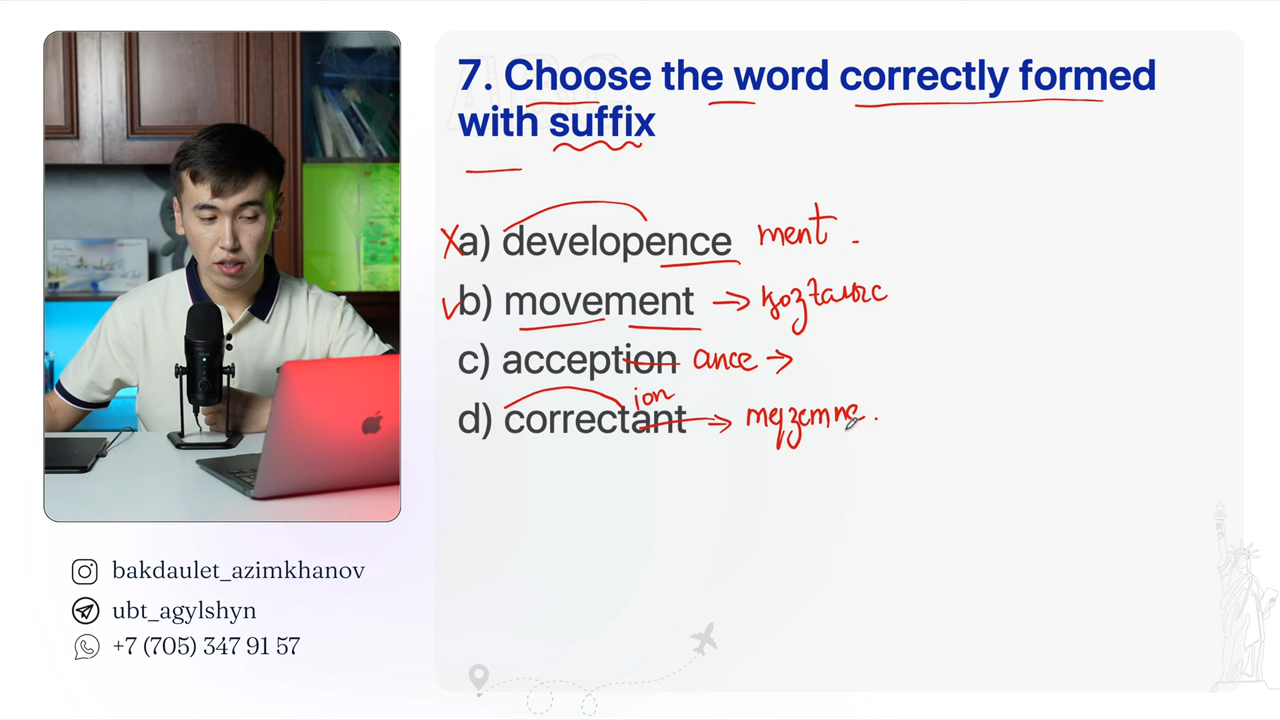 7. Choose the word correctly formed
with suffix
Xa) developence ment.
✓b) movement → қозғалыс
c) acception ance →
ion
d) correctant →
bakdaulet_azimkhanov
ubt_agylshyn
+7 (705) 347 91 57